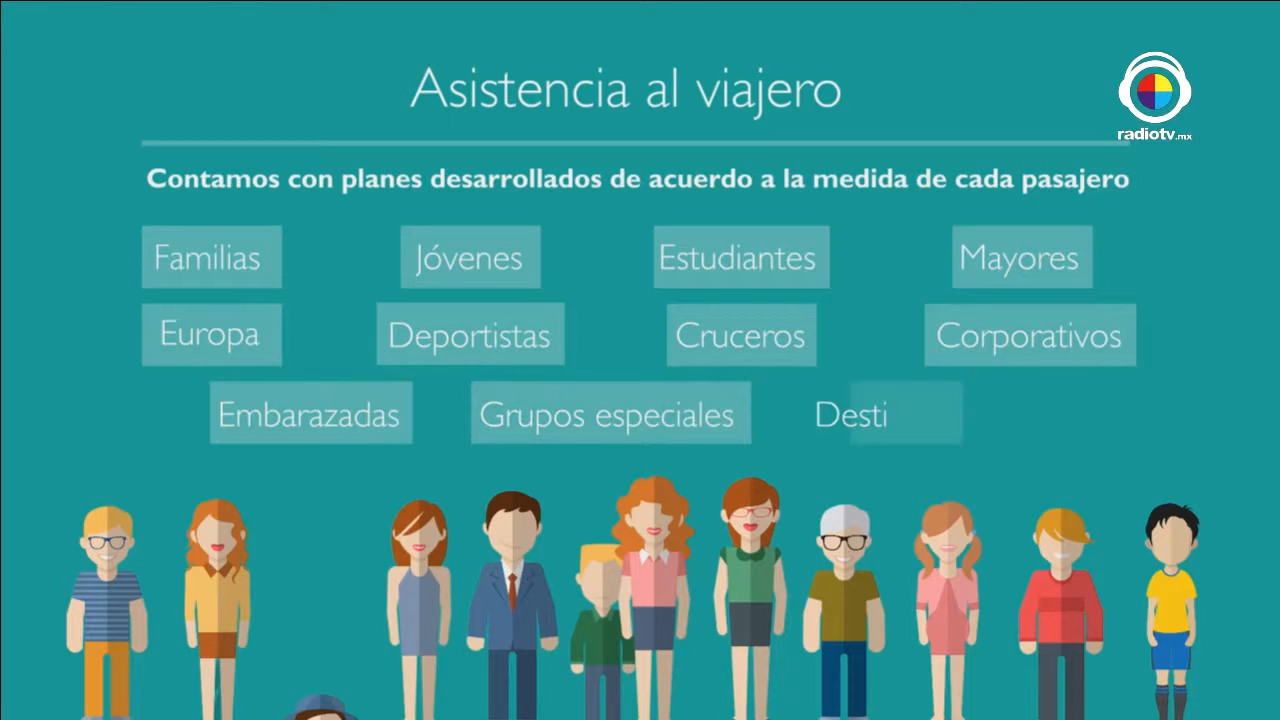 Asistencia al viajero
radiotv.mx
Contamos con planes desarrollados de acuerdo a la medida de cada pasajero
Familias Jóvenes Estudiantes Mayores
Europa Deportistas Cruceros Corporativos
Embarazadas Grupos especiales Desti